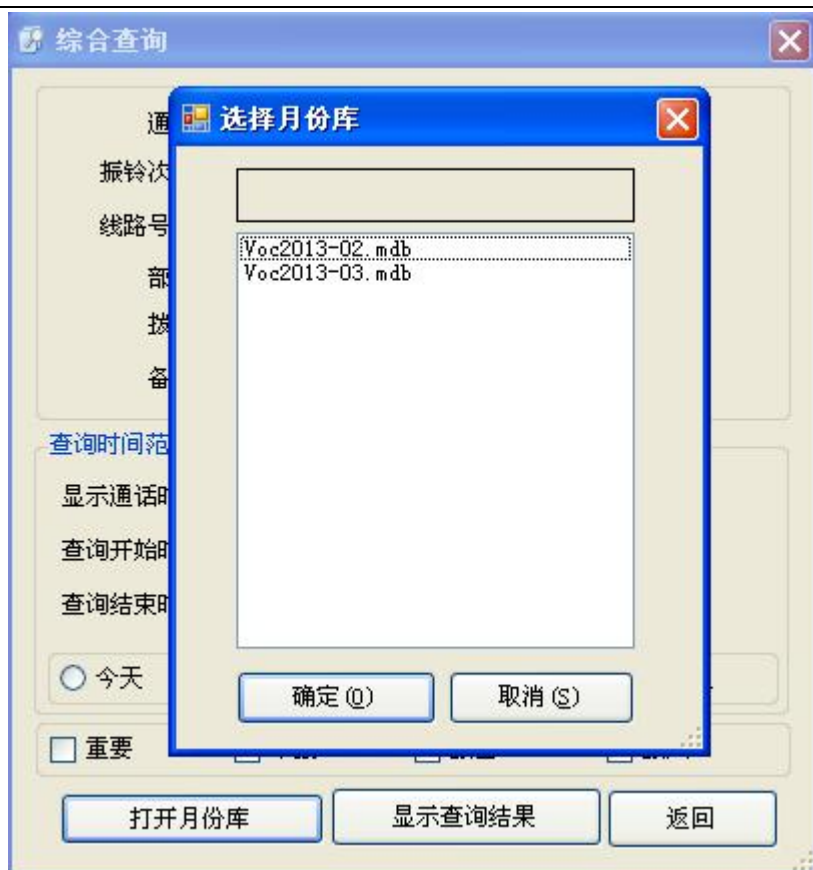 综合查询
选择月份库
通
振铃次
线路号
部
拨
备
Voc2013-02.mdb
Voc2013-03.mdb
查询时间范
显示通话时
查询开始时
查询结束时
今天
确定(O)
取消(S)
重要
打开月份库
显示查询结果
返回